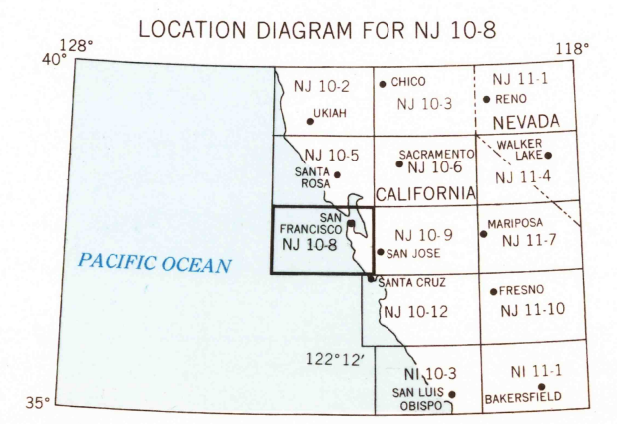 LOCATION DIAGRAM FOR NJ 10-8
128°
118°
40°
NJ 10-2
UKIAH
CHICO
NJ 10-3
NJ 11-1
RENO
NEVADA
NJ 10-5
SANTA
ROSA
SACRAMENTO
NJ 10-6
CALIFORNIA
WALKER
LAKE
NJ 11-4
SAN
FRANCISCO
NJ 10-8
NJ 10-9
SAN JOSE
MARIPOSA
NJ 11-7
PACIFIC OCEAN
SANTA CRUZ
NJ 10-12
FRESNO
NJ 11-10
122°12'
NI 10-3
SAN LUIS
OBISPO
NI 11-1
BAKERSFIELD
35°